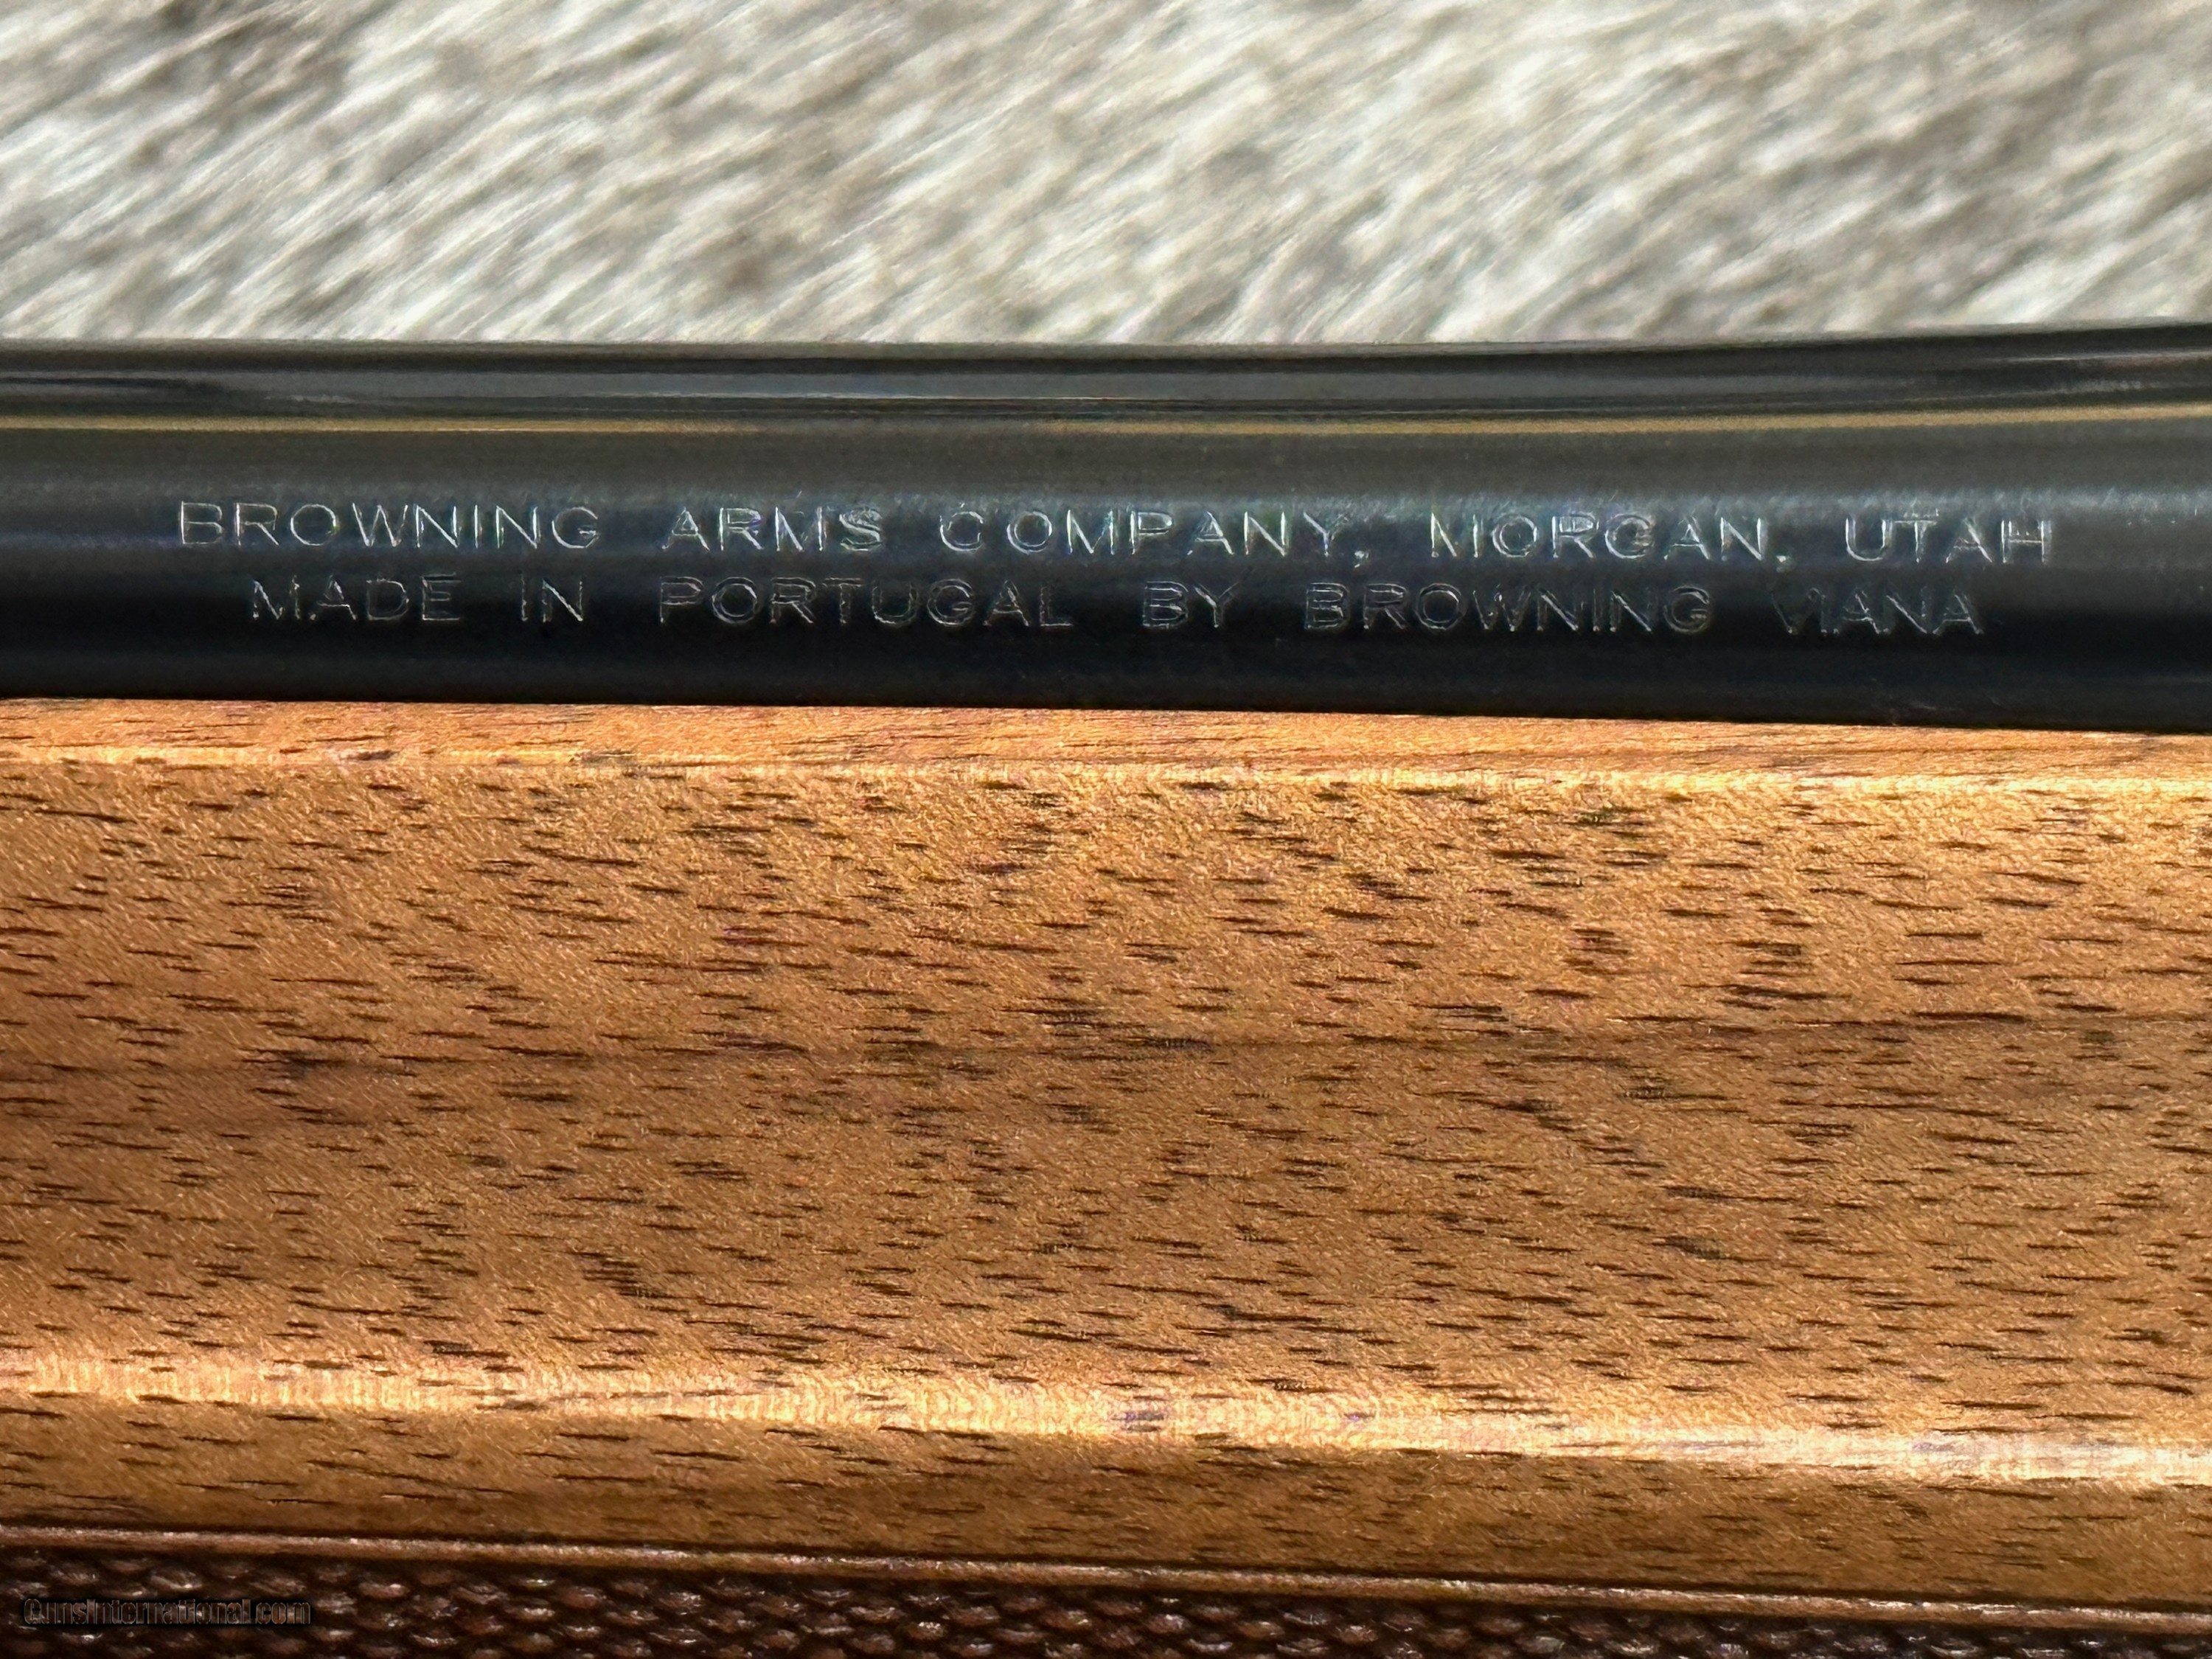 BROWNING ARMS COMPANY, MORGAN, UTAH
MADE IN PORTUGAL BY BROWNING VIANA
GunsInternational.com